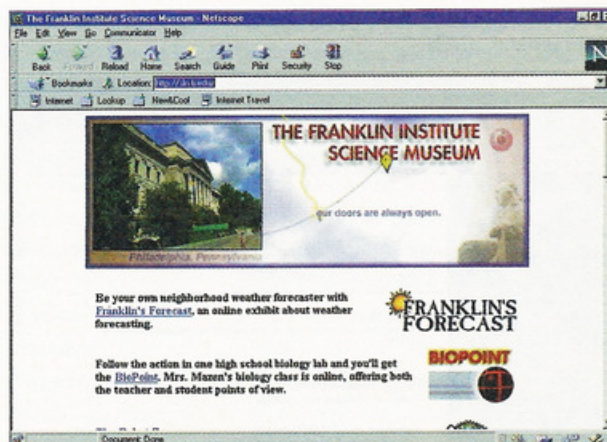 The Franklin Institute Science Museum - Netscape
File Edit View Go Communicator Help
Back Forward Reload Home Search Guide Print Security Stop
Bookmarks Location:
Internet Lookup New&Cool Internet Travel
THE FRANKLIN INSTITUTE
SCIENCE MUSEUM
our doors are always open.
Philadelphia, Pennsylvania
Be your own neighborhood weather forecaster with
Franklin's Forecast, an online exhibit about weather
forecasting.
FRANKLIN'S
FORECAST
Follow the action in one high school biology lab and you'll get
the BioPoint. Mrs. Mazen's biology class is online, offering both
the teacher and student points of view.
BIOPOINT
Document: Done